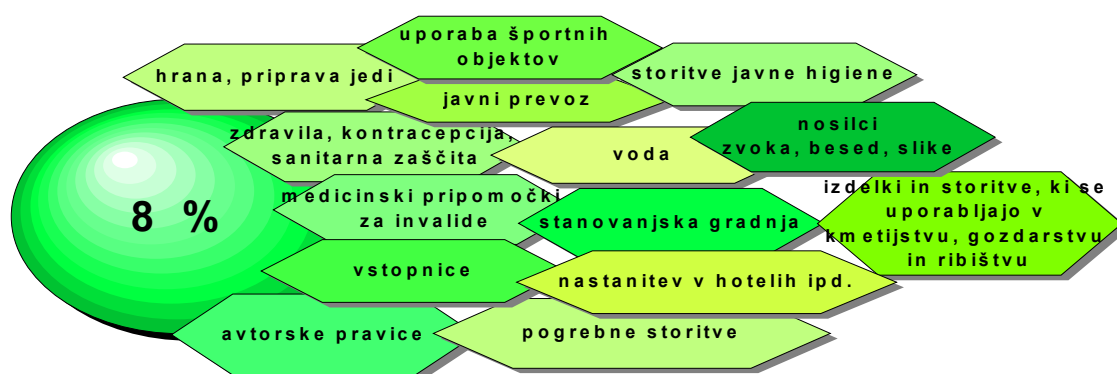 uporaba športnih
objektov
hrana, priprava jedi
storitve javne higiene
javni prevoz
zdravila, kontracepcija,
sanitarna zaščita
voda
nosilci
zvoka, besed, slike
8 %
medicinski pripomočki
za invalide
stanovanjska gradnja
izdelki in storitve, ki se
uporabljajo v
kmetijstvu, gozdarstvu
in ribištvu
vstopnice
nastanitev v hotelih ipd.
avtorske pravice
pogrebne storitve